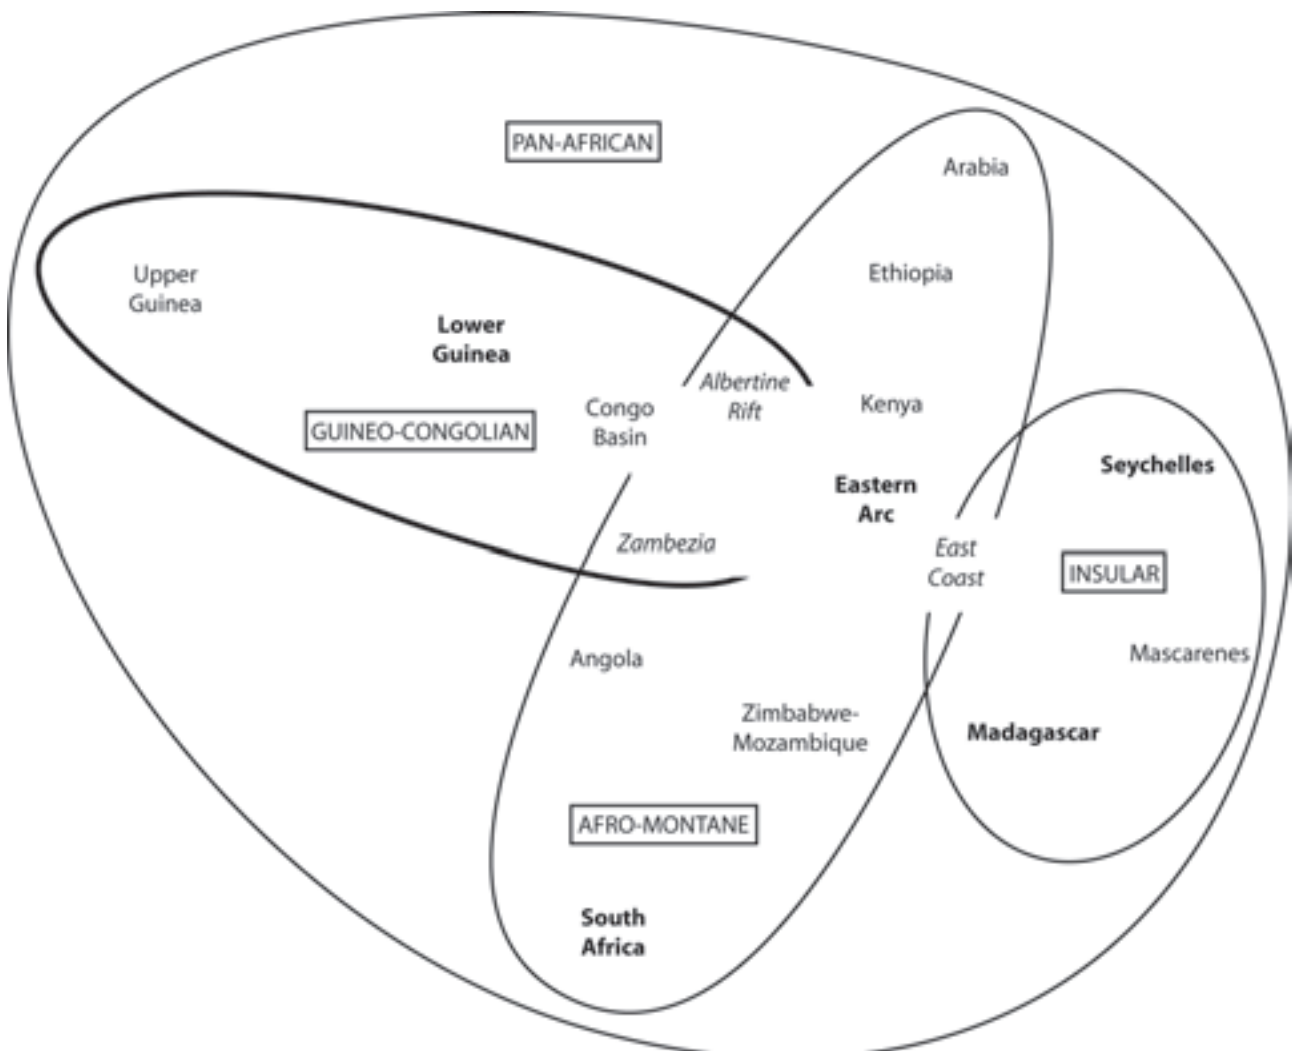 PAN-AFRICAN
Arabia
Ethiopia
Upper
Guinea
Lower
Guinea
Albertine
Rift
Kenya
Congo
Basin
GUINEO-CONGOLIAN
Seychelles
Eastern
Arc
Zambezia
East
Coast
INSULAR
Angola
Mascarenes
Zimbabwe-
Mozambique
Madagascar
AFRO-MONTANE
South
Africa